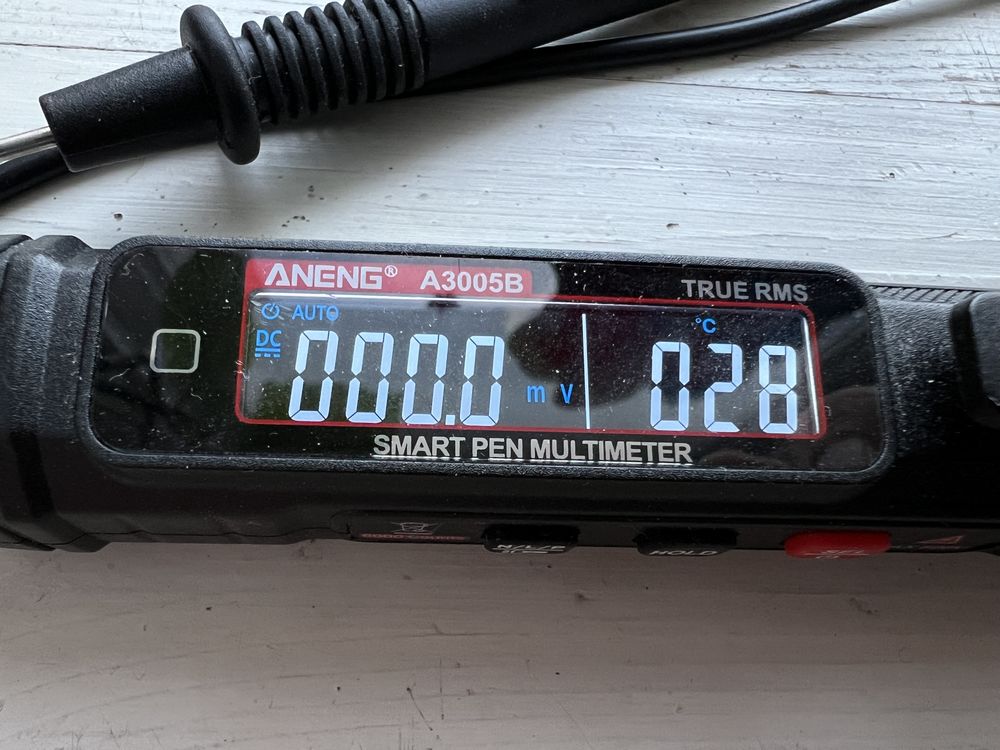 ANENG® A3005B
TRUE RMS
AUTO
°C
DC
000.0 mV
028
SMART PEN MULTIMETER
HOLD